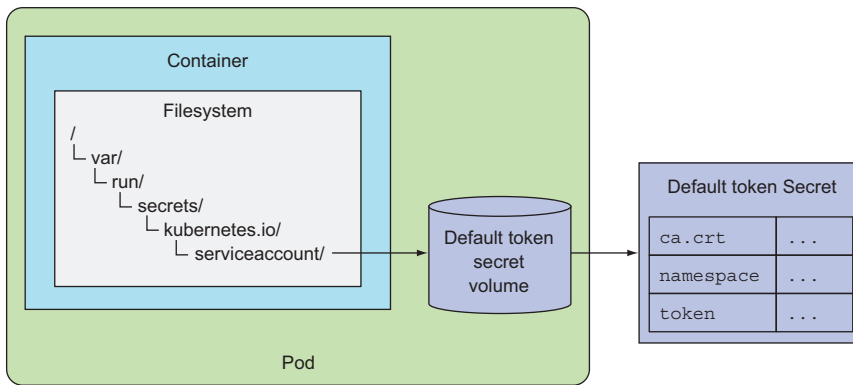 Container
Filesystem
/
var/
run/
secrets/
kubernetes.io/
serviceaccount/
Default token
secret
volume
Pod
Default token Secret
ca.crt ...
namespace ...
token ...